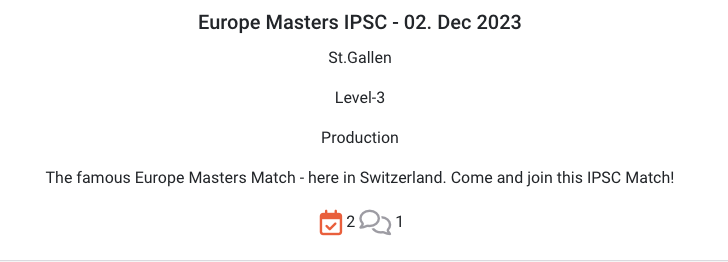 Europe Masters IPSC - 02. Dec 2023
St.Gallen
Level-3
Production
The famous Europe Masters Match - here in Switzerland. Come and join this IPSC Match!
2 1